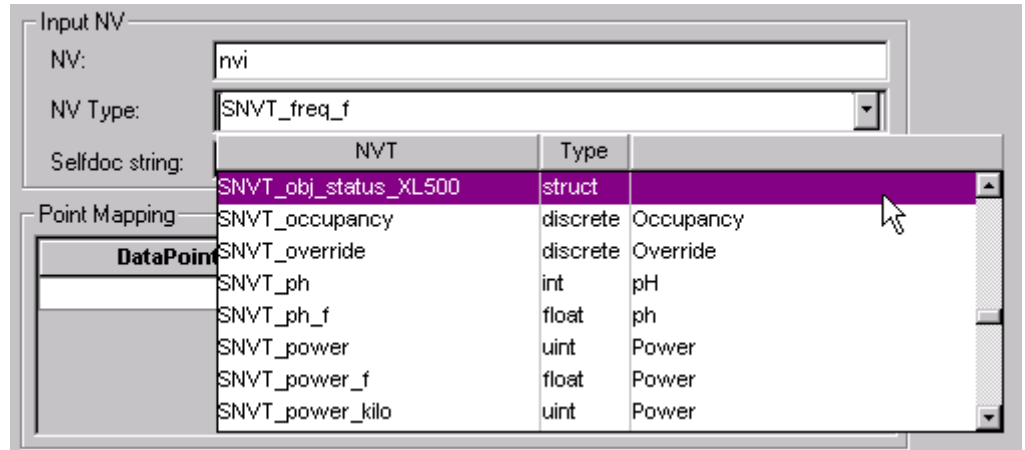 Input NV
NV: nvi
NV Type: SNVT_freq_f
Selfdoc string:
NVT Type
SNVT_obj_status_XL500 struct
SNVT_occupancy discrete Occupancy
SNVT_override discrete Override
SNVT_ph int pH
SNVT_ph_f float ph
SNVT_power uint Power
SNVT_power_f float Power
SNVT_power_kilo uint Power
Point Mapping
DataPoint